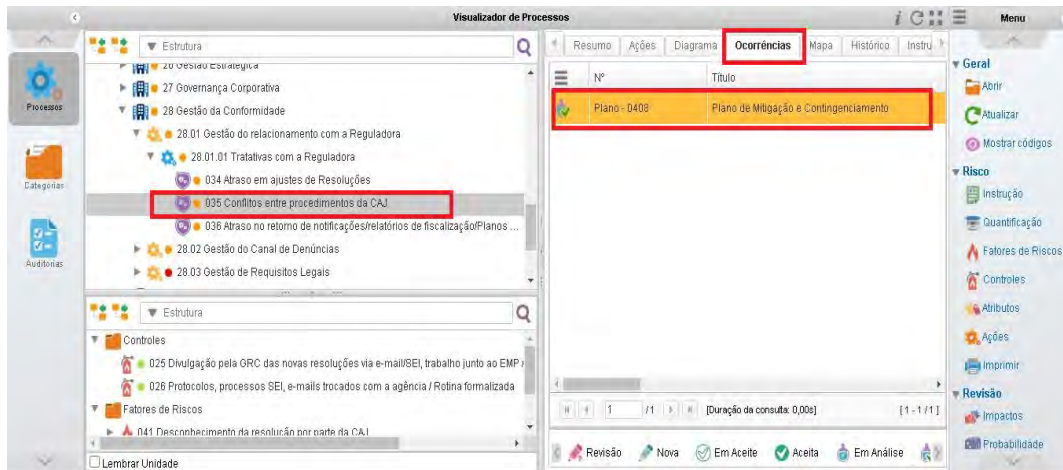 Visualizador de Processos
Menu
Processos
Categorias
Auditorias
Estrutura
26 Gestão Estratégica
27 Governança Corporativa
28 Gestão da Conformidade
28.01 Gestão do relacionamento com a Reguladora
28.01.01 Tratativas com a Reguladora
034 Atraso em ajustes de Resoluções
035 Conflitos entre procedimentos da CAJ
036 Atraso no retorno de notificações/relatórios de fiscalização/Planos ...
28.02 Gestão do Canal de Denúncias
28.03 Gestão de Requisitos Legais
Estrutura
Controles
025 Divulgação pela GRC das novas resoluções via e-mail/SEI, trabalho junto ao EMP
026 Protocolos, processos SEI, e-mails trocados com a agência / Rotina formalizada
Fatores de Riscos
041 Desconhecimento da resolução por parte da CAJ
Lembrar Unidade
Resumo Ações Diagrama Ocorrências Mapa Histórico Instru
Nº Título
Plano - 0408 Plano de Mitigação e Contingenciamento
1 /1 [Duração da consulta: 0,00s] [1 - 1 / 1]
Revisão Nova Em Aceite Aceita Em Análise
Geral
Abrir
Atualizar
Mostrar códigos
Risco
Instrução
Quantificação
Fatores de Riscos
Controles
Atributos
Ações
Imprimir
Revisão
Impactos
Probabilidade